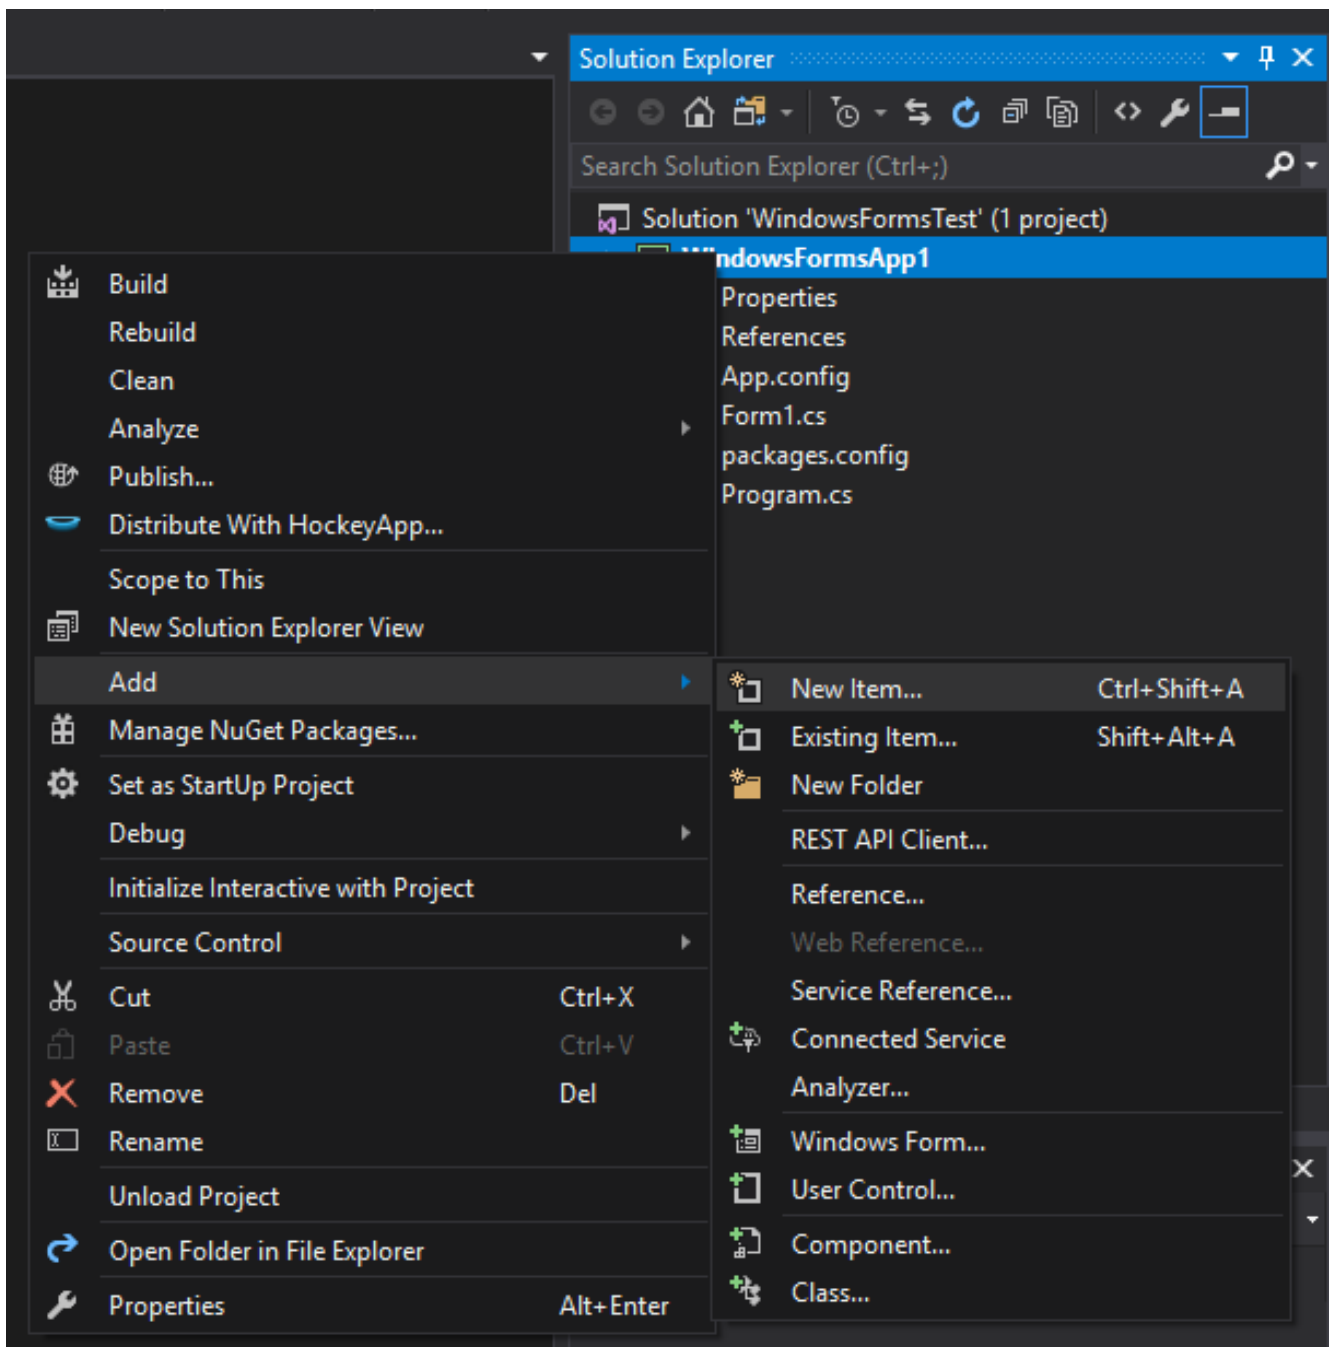 Solution Explorer
Search Solution Explorer (Ctrl+;)
Solution 'WindowsFormsTest' (1 project)
ndowsFormsApp1
Properties
References
App.config
Form1.cs
packages.config
Program.cs
Build
Rebuild
Clean
Analyze
Publish...
Distribute With HockeyApp...
Scope to This
New Solution Explorer View
Add
Manage NuGet Packages...
Set as StartUp Project
Debug
Initialize Interactive with Project
Source Control
Cut Ctrl+X
Paste Ctrl+V
Remove Del
Rename
Unload Project
Open Folder in File Explorer
Properties Alt+Enter
New Item... Ctrl+Shift+A
Existing Item... Shift+Alt+A
New Folder
REST API Client...
Reference...
Web Reference...
Service Reference...
Connected Service
Analyzer...
Windows Form...
User Control...
Component...
Class...